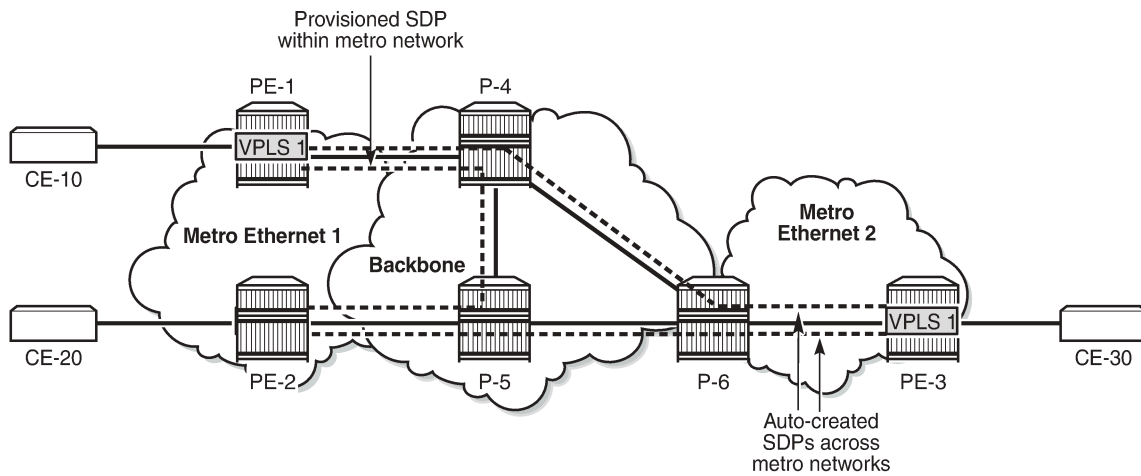 Provisioned SDP
within metro network
PE-1
P-4
VPLS 1
CE-10
Metro Ethernet 1
Metro
Ethernet 2
Backbone
VPLS 1
CE-20
PE-2
P-5
P-6
PE-3
CE-30
Auto-created
SDPs across
metro networks